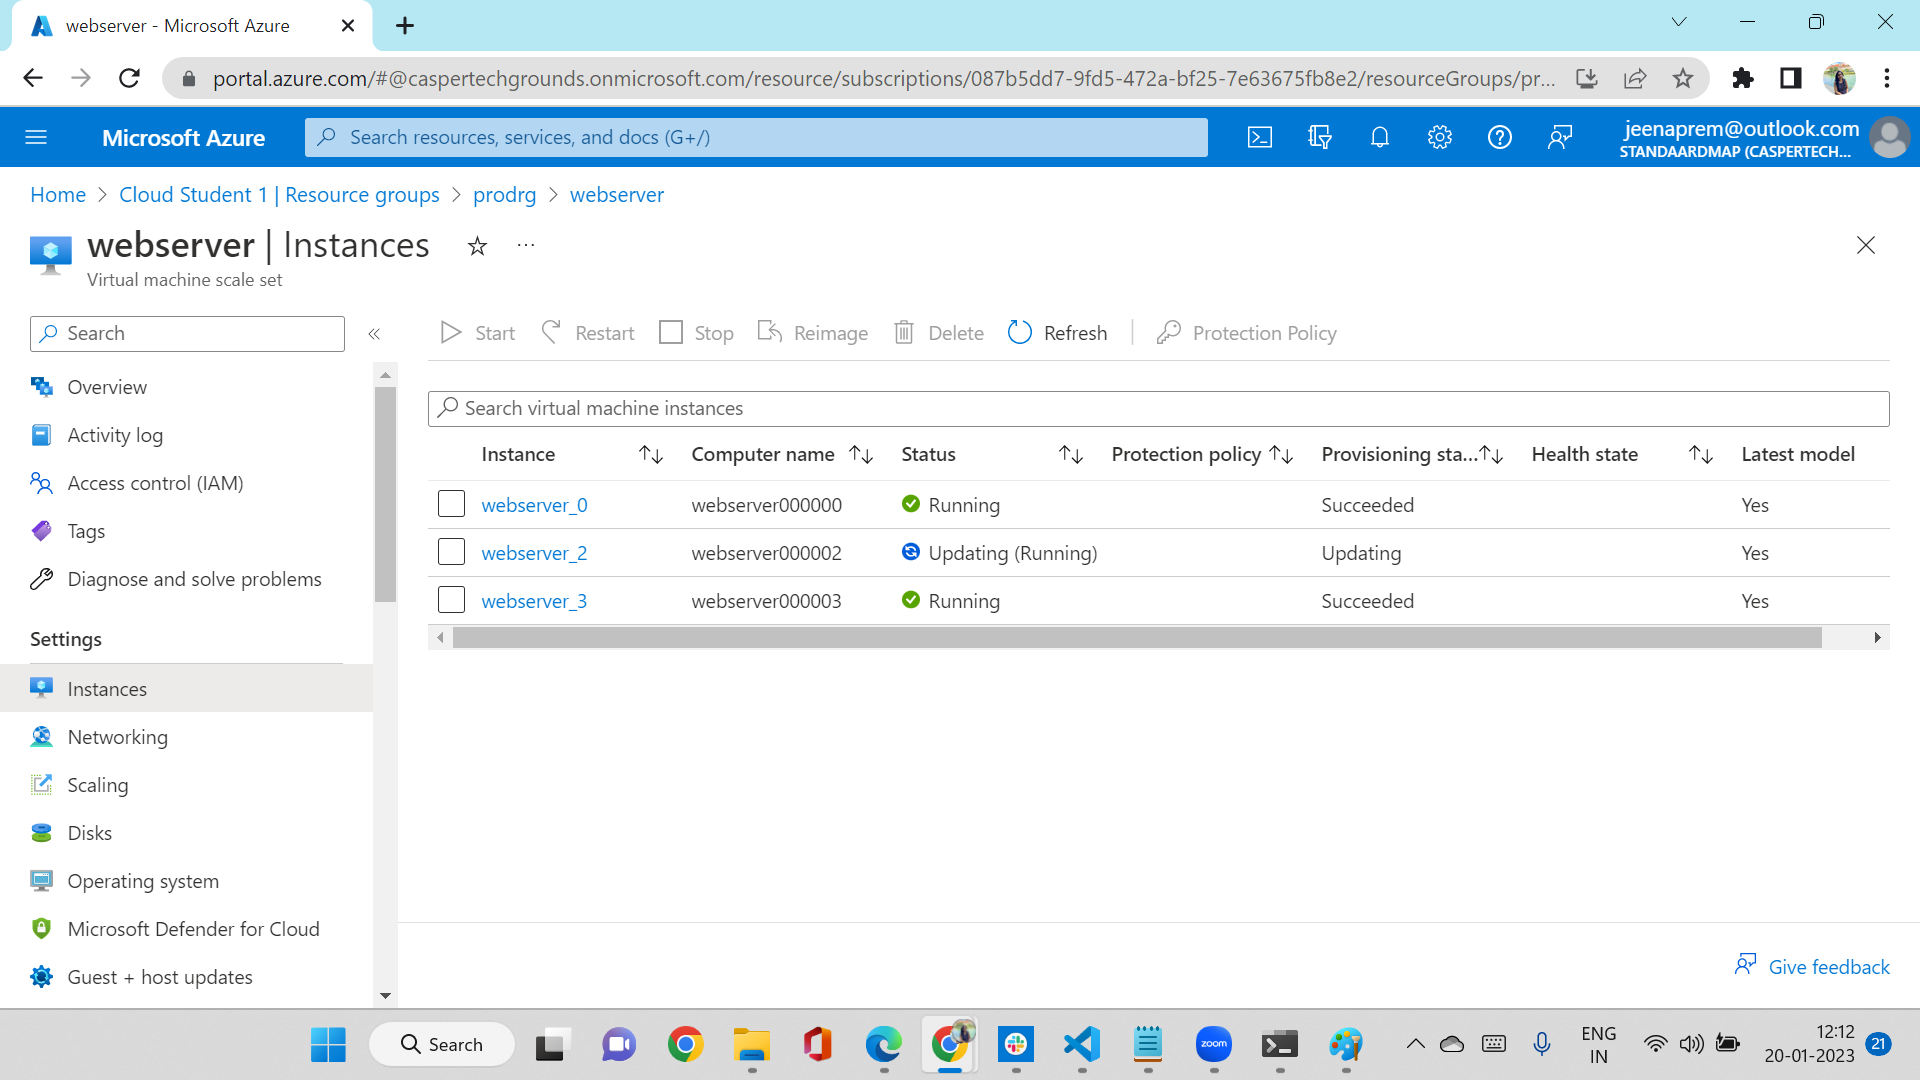 webserver - Microsoft Azure
portal.azure.com/#@caspertechgrounds.onmicrosoft.com/resource/subscriptions/087b5dd7-9fd5-472a-bf25-7e63675fb8e2/resourceGroups/pr...
Microsoft Azure
Search resources, services, and docs (G+/)
jeenaprem@outlook.com
STANDAARDMAP (CASPERTECH...
Home > Cloud Student 1 | Resource groups > prodrg > webserver
webserver | Instances
Virtual machine scale set
Search
Start Restart Stop Reimage Delete Refresh Protection Policy
Overview
Activity log
Access control (IAM)
Tags
Diagnose and solve problems
Settings
Instances
Networking
Scaling
Disks
Operating system
Microsoft Defender for Cloud
Guest + host updates
Search virtual machine instances
Instance Computer name Status Protection policy Provisioning sta... Health state Latest model
webserver_0 webserver000000 Running Succeeded Yes
webserver_2 webserver000002 Updating (Running) Updating Yes
webserver_3 webserver000003 Running Succeeded Yes
Give feedback
Search
zoom
ENG
IN
12:12
20-01-2023
21